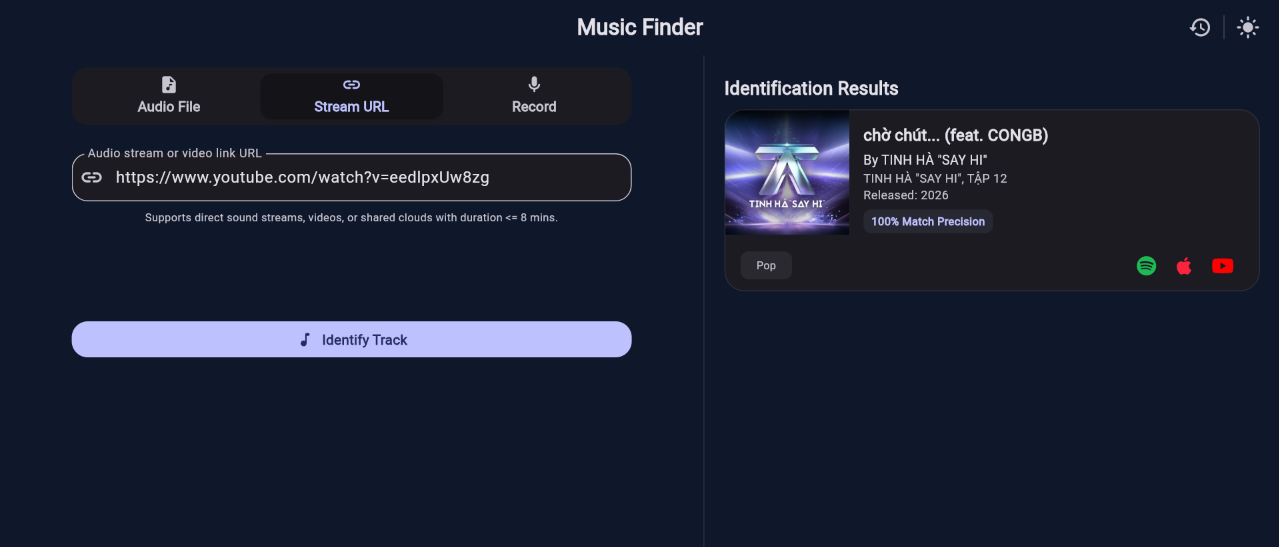 Music Finder
Audio File
Stream URL
Record
Audio stream or video link URL
https://www.youtube.com/watch?v=eedIpxUw8zg
Supports direct sound streams, videos, or shared clouds with duration <= 8 mins.
Identify Track
Identification Results
TINH HÀ "SAY HI"
chờ chút... (feat. CONGB)
By TINH HÀ "SAY HI"
TINH HÀ "SAY HI", TẬP 12
Released: 2026
100% Match Precision
Pop